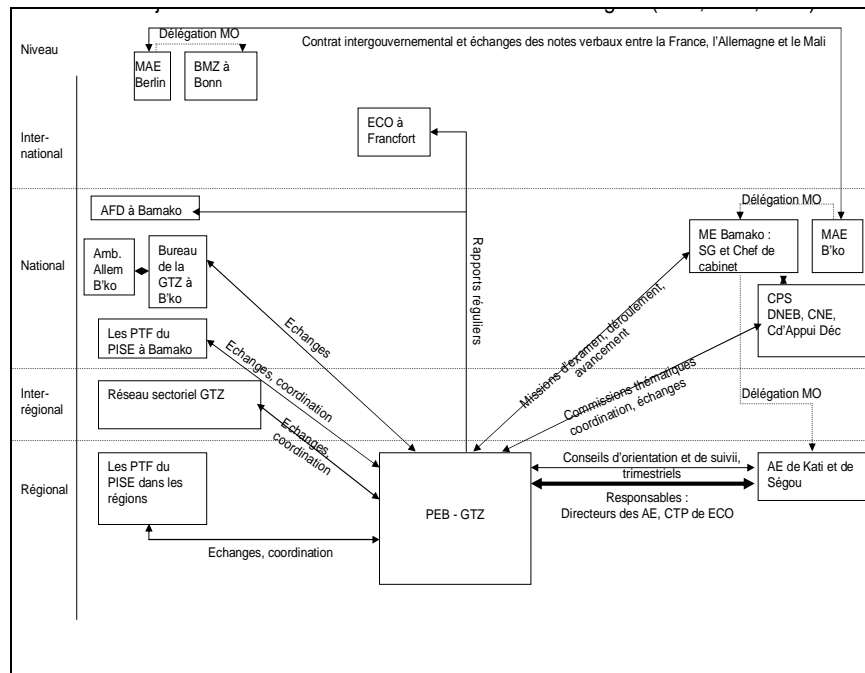 Niveau
Délégation MO
Contrat intergouvernemental et échanges des notes verbaux entre la France, l'Allemagne et le Mali
MAE
Berlin
BMZ à
Bonn
Inter-
national
ECO à
Francfort
AFD à Bamako
Délégation MO
National
Amb.
Allem
B'ko
Bureau
de la
GTZ à
B'ko
ME Bamako :
SG et Chef de
cabinet
MAE
B'ko
Rapports réguliers
Echanges
Missions d'examen, déroulement,
avancement
CPS
DNEB, CNE,
Cd'Appui Déc
Les PTF du
PISE à Bamako
Echanges, coordination
Commissions thématiques
coordination, échanges
Inter-
régional
Réseau sectoriel GTZ
Echanges,
coordination
Délégation MO
Régional
Les PTF du
PISE dans les
régions
PEB - GTZ
Conseils d'orientation et de suivii,
trimestriels
Responsables :
Directeurs des AE, CTP de ECO
AE de Kati et de
Ségou
Echanges, coordination